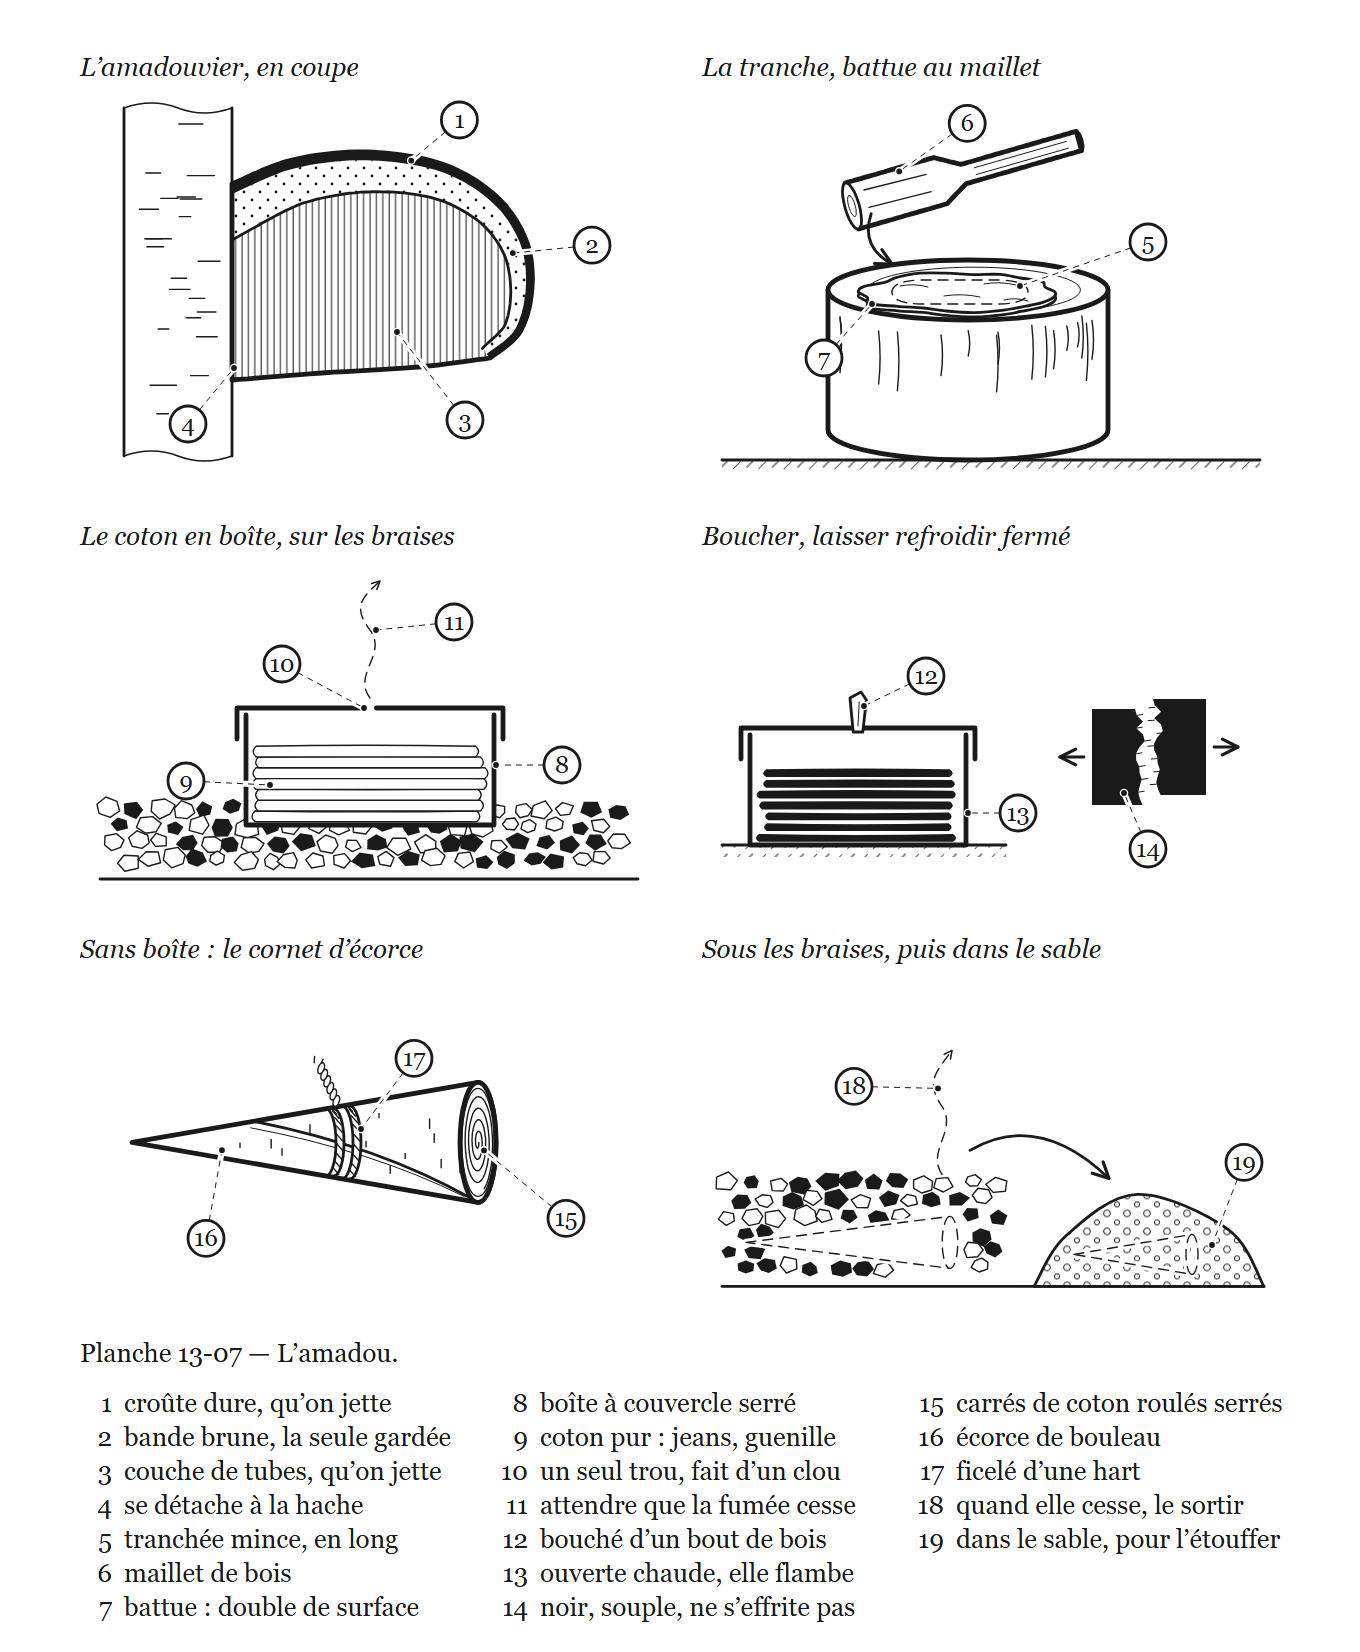 L’amadouvier, en coupe
La tranche, battue au maillet
1
2
3
4
6
5
7
Le coton en boîte, sur les braises
Boucher, laisser refroidir fermé
11
10
9
8
12
13
14
Sans boîte : le cornet d’écorce
Sous les braises, puis dans le sable
17
16
15
18
19
Planche 13-07 — L’amadou.
1 croûte dure, qu’on jette
2 bande brune, la seule gardée
3 couche de tubes, qu’on jette
4 se détache à la hache
5 tranchée mince, en long
6 maillet de bois
7 battue : double de surface
8 boîte à couvercle serré
9 coton pur : jeans, guenille
10 un seul trou, fait d’un clou
11 attendre que la fumée cesse
12 bouché d’un bout de bois
13 ouverte chaude, elle flambe
14 noir, souple, ne s’effrite pas
15 carrés de coton roulés serrés
16 écorce de bouleau
17 ficelé d’une hart
18 quand elle cesse, le sortir
19 dans le sable, pour l’étouffer